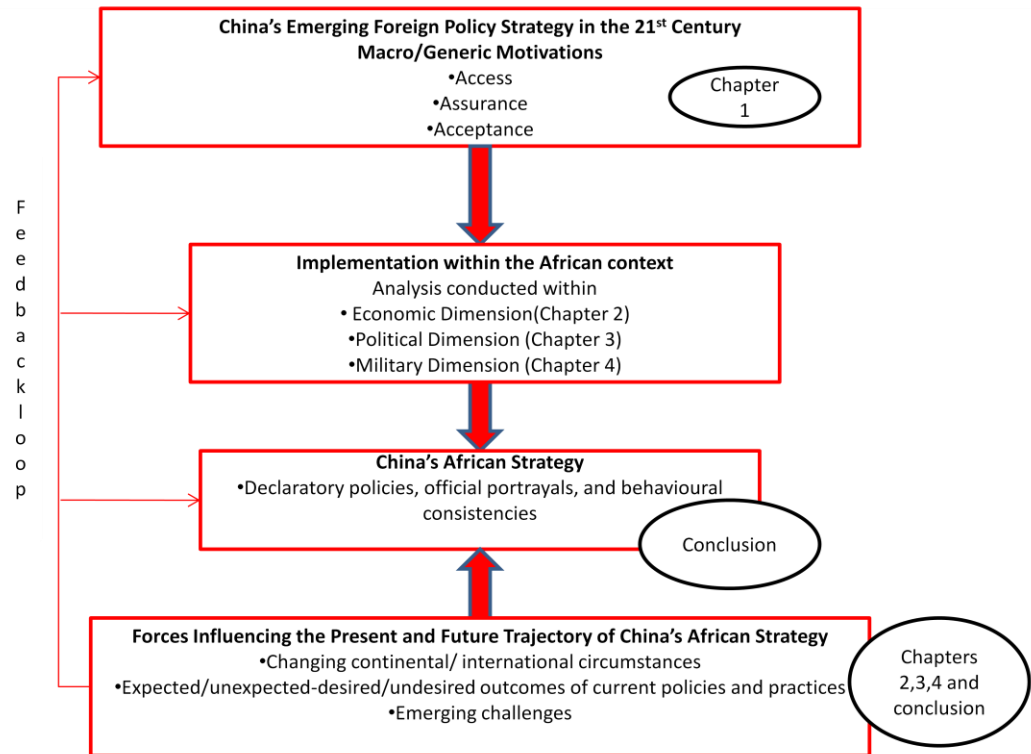 China's Emerging Foreign Policy Strategy in the 21st Century
Macro/Generic Motivations
•Access
•Assurance
•Acceptance
Chapter
1
Feedback loop
Implementation within the African context
Analysis conducted within
• Economic Dimension(Chapter 2)
•Political Dimension (Chapter 3)
•Military Dimension (Chapter 4)
China's African Strategy
•Declaratory policies, official portrayals, and behavioural
consistencies
Conclusion
Forces Influencing the Present and Future Trajectory of China's African Strategy
•Changing continental/ international circumstances
•Expected/unexpected-desired/undesired outcomes of current policies and practices
•Emerging challenges
Chapters
2,3,4 and
conclusion